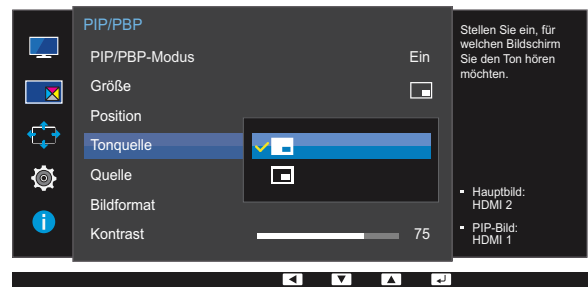 PIP/PBP
PIP/PBP-Modus Ein
Größe
Position
Tonquelle
Quelle
Bildformat
Kontrast 75
Stellen Sie ein, für
welchen Bildschirm
Sie den Ton hören
möchten.
Hauptbild:
HDMI 2
PIP-Bild:
HDMI 1